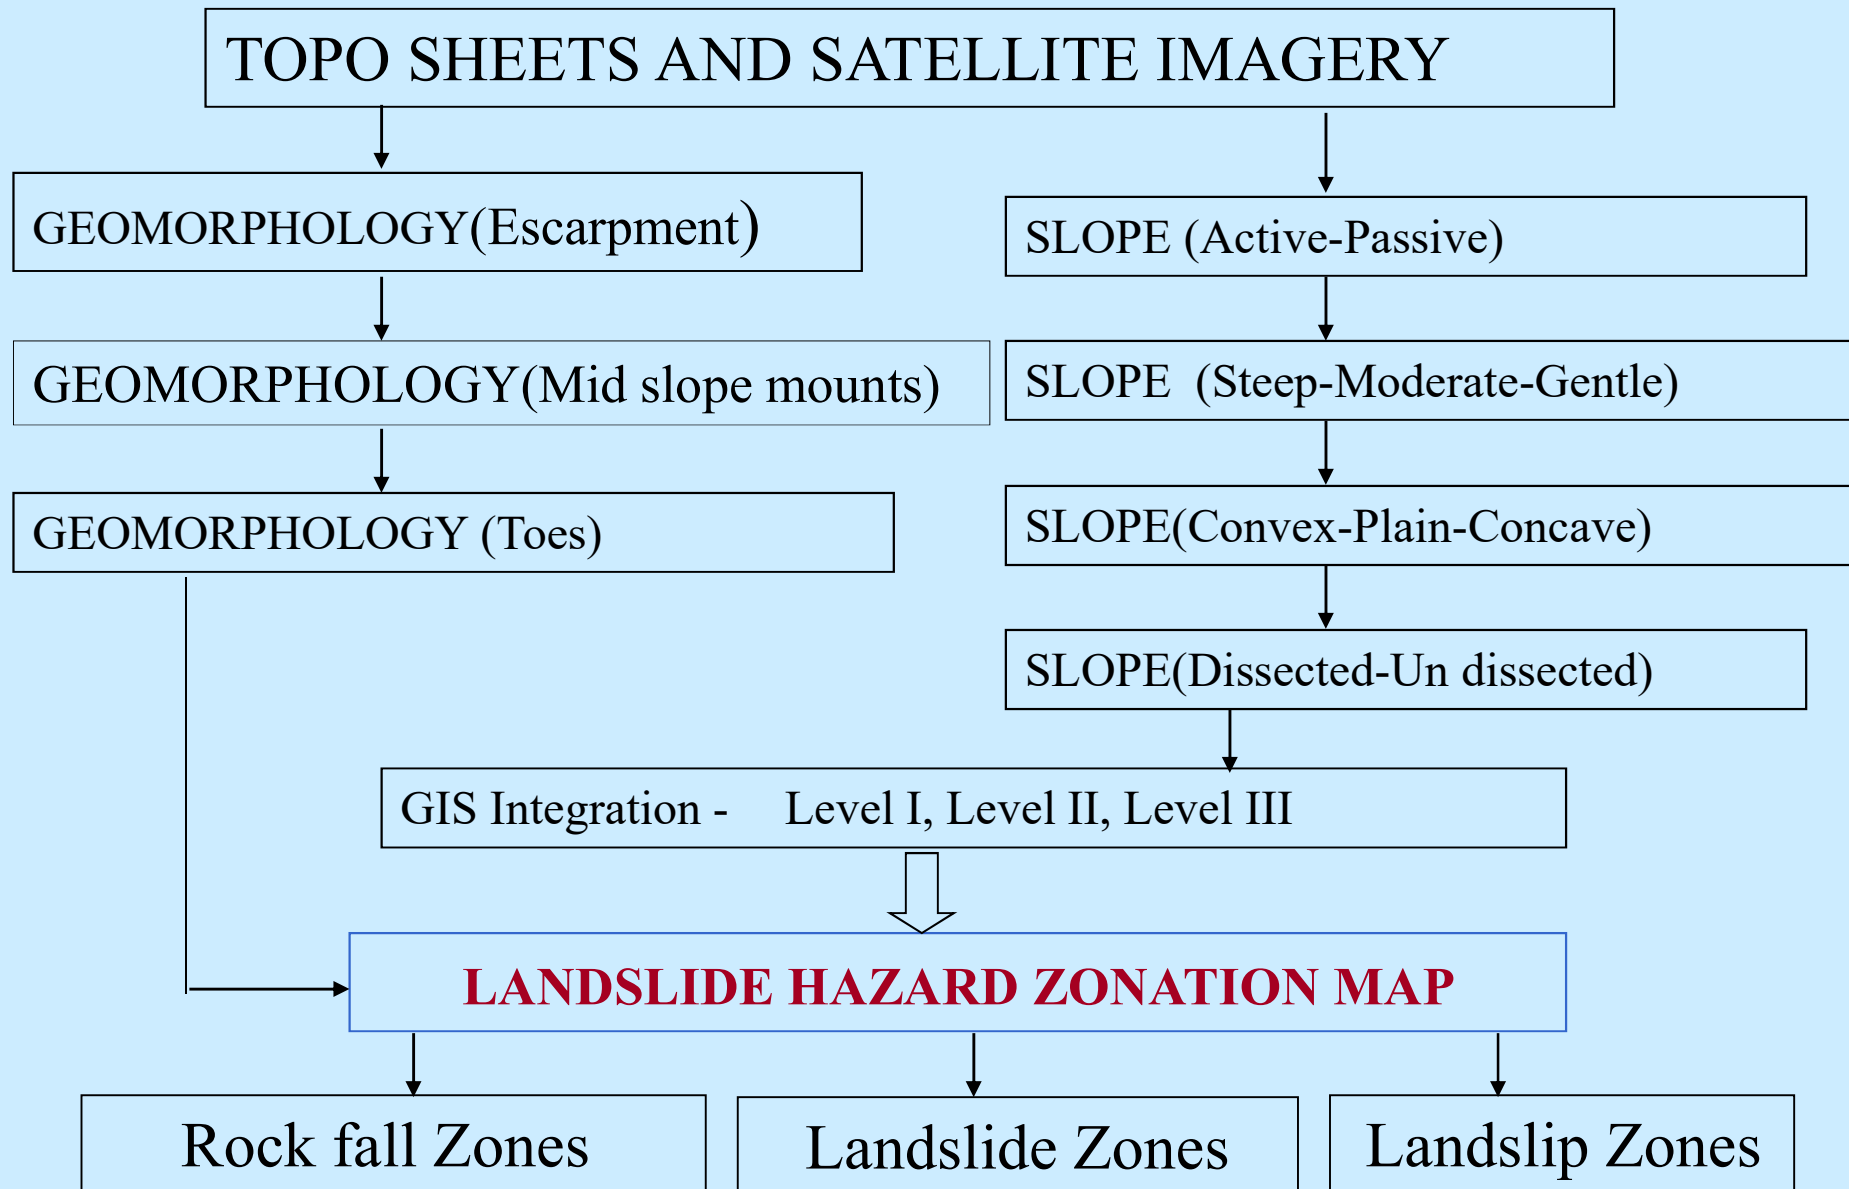 TOPO SHEETS AND SATELLITE IMAGERY
GEOMORPHOLOGY(Escarpment)
SLOPE (Active-Passive)
GEOMORPHOLOGY(Mid slope mounts)
SLOPE (Steep-Moderate-Gentle)
GEOMORPHOLOGY (Toes)
SLOPE(Convex-Plain-Concave)
SLOPE(Dissected-Un dissected)
GIS Integration - Level I, Level II, Level III
LANDSLIDE HAZARD ZONATION MAP
Rock fall Zones
Landslide Zones
Landslip Zones